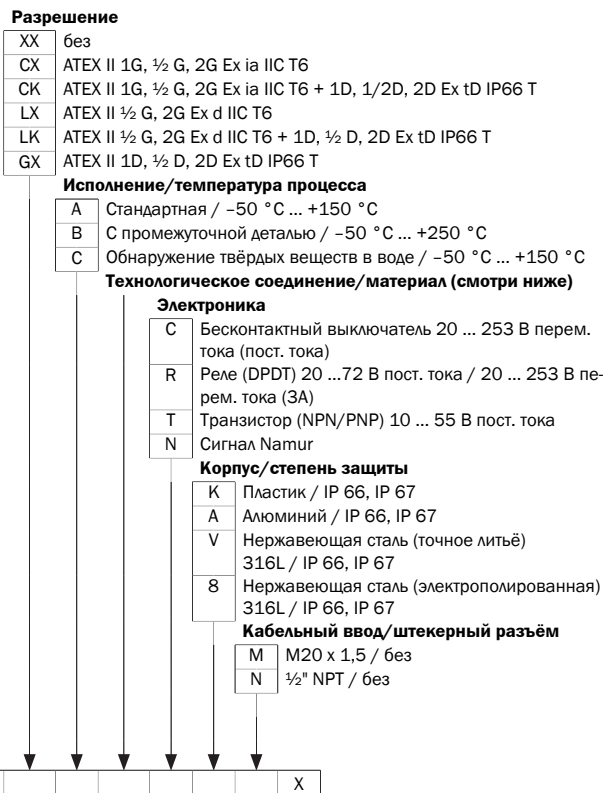 Разрешение
XX без
CX ATEX II 1G, ½ G, 2G Ex ia IIC T6
CK ATEX II 1G, ½ G, 2G Ex ia IIC T6 + 1D, 1/2D, 2D Ex tD IP66 T
LX ATEX II ½ G, 2G Ex d IIC T6
LK ATEX II ½ G, 2G Ex d IIC T6 + 1D, ½ D, 2D Ex tD IP66 T
GX ATEX II 1D, ½ D, 2D Ex tD IP66 T
Исполнение/температура процесса
A Стандартная / –50 °C ... +150 °C
B С промежуточной деталью / –50 °C ... +250 °C
C Обнаружение твёрдых веществ в воде / –50 °C ... +150 °C
Технологическое соединение/материал (смотри ниже)
Электроника
C Бесконтактный выключатель 20 ... 253 В перем.
тока (пост. тока)
R Реле (DPDT) 20 ...72 В пост. тока / 20 ... 253 В пе-
рем. тока (3A)
T Транзистор (NPN/PNP) 10 ... 55 В пост. тока
N Сигнал Namur
Корпус/степень защиты
K Пластик / IP 66, IP 67
A Алюминий / IP 66, IP 67
V Нержавеющая сталь (точное литьё)
316L / IP 66, IP 67
8 Нержавеющая сталь (электрополированная)
316L / IP 66, IP 67
Кабельный ввод/штекерный разъём
M M20 x 1,5 / без
N ½" NPT / без
X